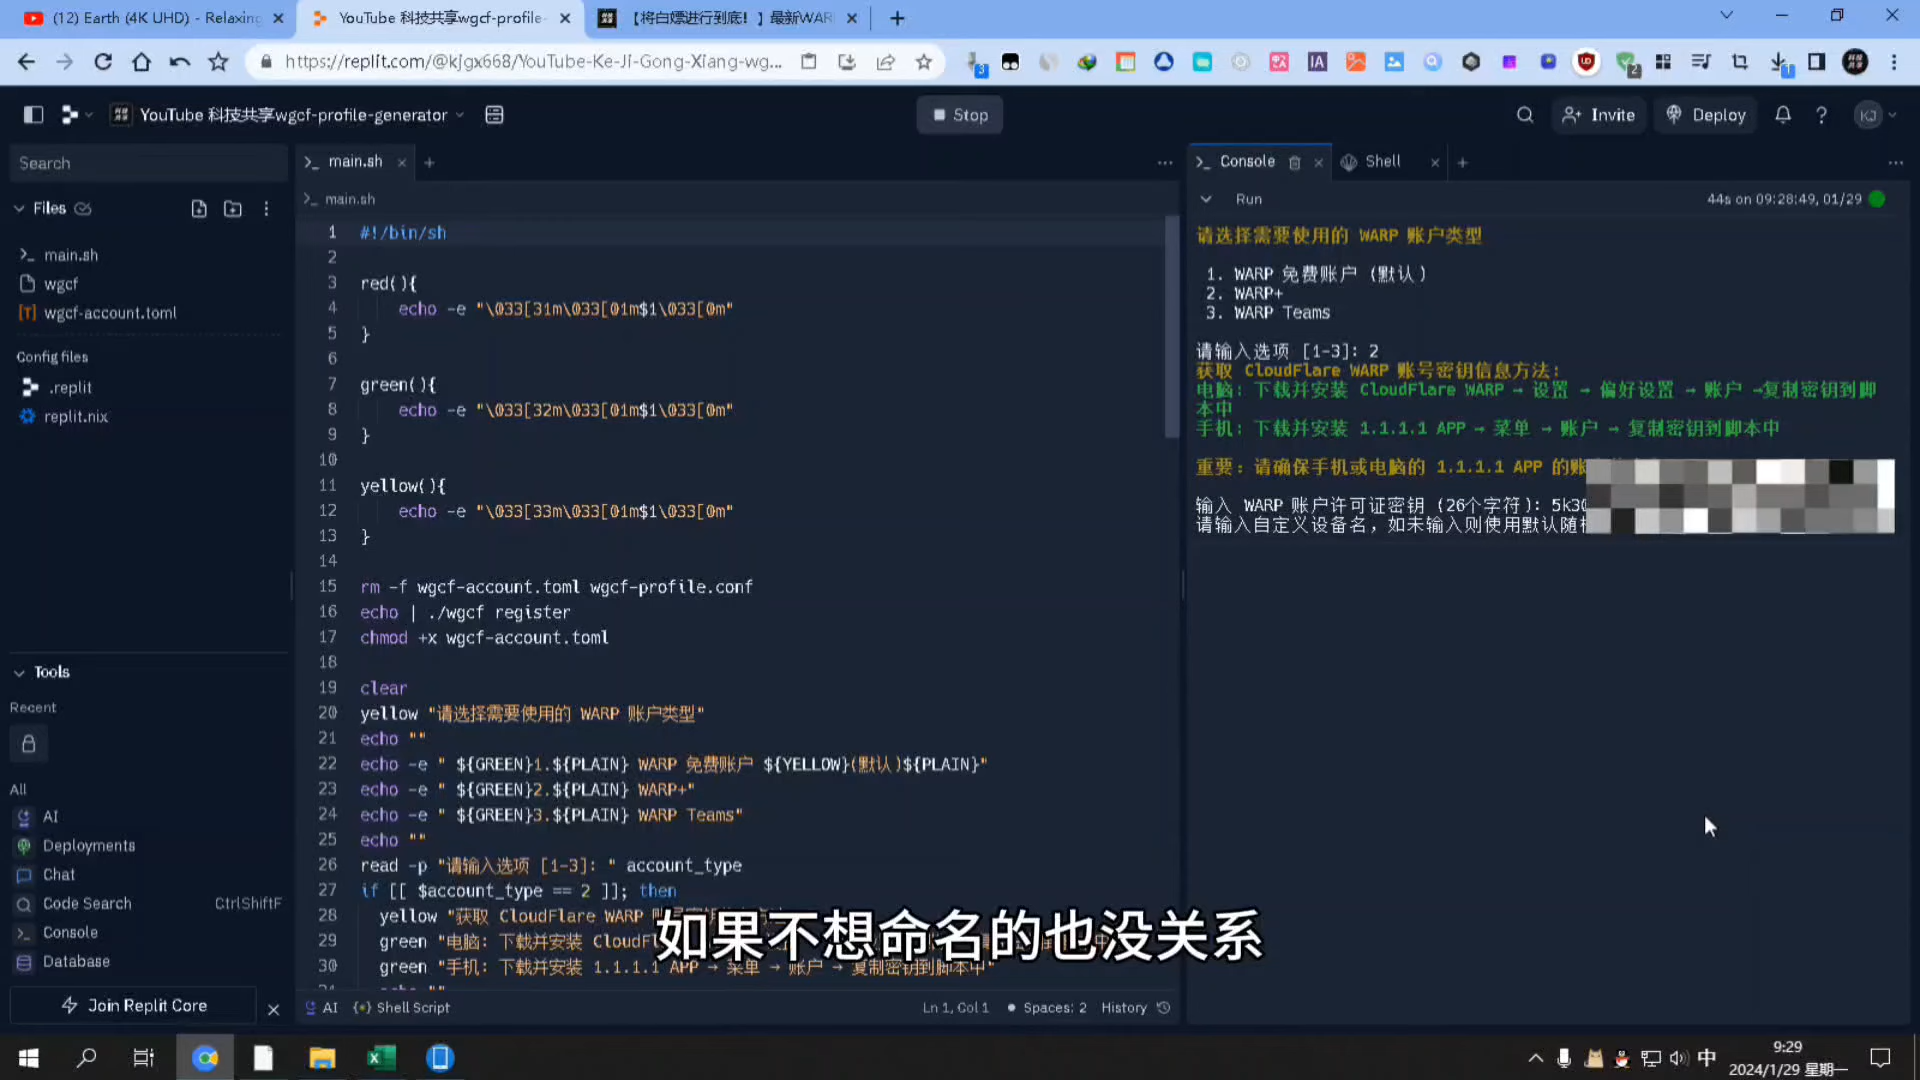 (12) Earth (4K UHD) - Relaxing
YouTube 科技共享wgcf-profile-
【将白嫖进行到底！】最新WAR
https://replit.com/@kjgx668/YouTube-Ke-Ji-Gong-Xiang-wg...
YouTube 科技共享wgcf-profile-generator
Stop
Invite
Deploy
KJ
Search
Files
main.sh
wgcf
wgcf-account.toml
Config files
.replit
replit.nix
Tools
Recent
All
AI
Deployments
Chat
Code Search CtrlShiftF
Console
Database
Join Replit Core
main.sh
main.sh
1 #!/bin/sh
2
3 red(){
4 echo -e "\033[31m\033[01m$1\033[0m"
5 }
6
7 green(){
8 echo -e "\033[32m\033[01m$1\033[0m"
9 }
10
11 yellow(){
12 echo -e "\033[33m\033[01m$1\033[0m"
13 }
14
15 rm -f wgcf-account.toml wgcf-profile.conf
16 echo | ./wgcf register
17 chmod +x wgcf-account.toml
18
19 clear
20 yellow "请选择需要使用的 WARP 账户类型"
21 echo ""
22 echo -e " ${GREEN}1.${PLAIN} WARP 免费账户 ${YELLOW}(默认)${PLAIN}"
23 echo -e " ${GREEN}2.${PLAIN} WARP+"
24 echo -e " ${GREEN}3.${PLAIN} WARP Teams"
25 echo ""
26 read -p "请输入选项 [1-3]: " account_type
27 if [[ $account_type == 2 ]]; then
28 yellow "获取 CloudFlare WARP
29 green "电脑: 下载并安装 CloudFl
30 green "手机: 下载并安装 1.1.1.1 APP → 菜单 → 账户 → 复制密钥到脚本中"
如果不想命名的也没关系
AI
Shell Script
Ln 1, Col 1
Spaces: 2
History
Console
Shell
Run
44s on 09:28:49, 01/29
请选择需要使用的 WARP 账户类型
1. WARP 免费账户 (默认)
2. WARP+
3. WARP Teams
请输入选项 [1-3]: 2
获取 CloudFlare WARP 账号密钥信息方法:
电脑: 下载并安装 CloudFlare WARP → 设置 → 偏好设置 → 账户 →复制密钥到脚
本中
手机: 下载并安装 1.1.1.1 APP → 菜单 → 账户 → 复制密钥到脚本中
重要: 请确保手机或电脑的 1.1.1.1 APP 的账
输入 WARP 账户许可证密钥 (26个字符): 5k3
请输入自定义设备名，如未输入则使用默认随
中
9:29
2024/1/29 星期一